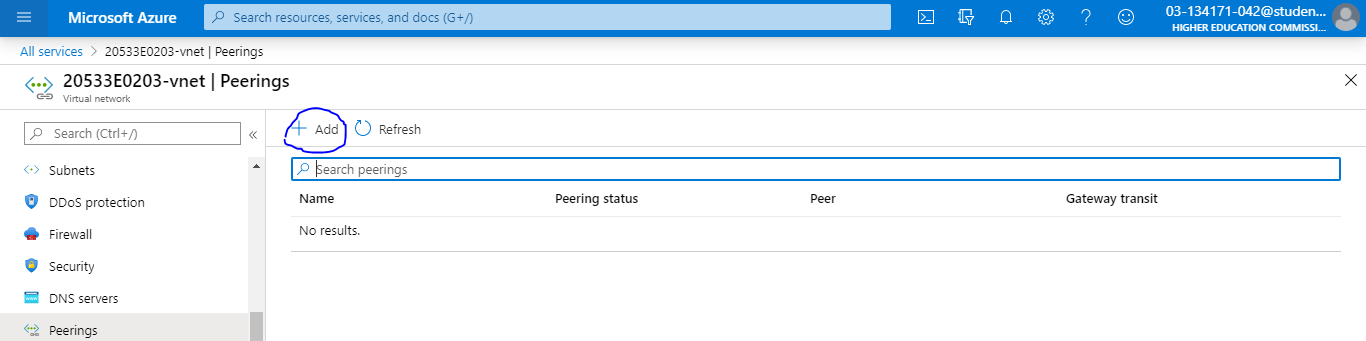 Microsoft Azure
Search resources, services, and docs (G+/)
03-134171-042@studen...
HIGHER EDUCATION COMMISSI...
All services > 20533E0203-vnet | Peerings
20533E0203-vnet | Peerings
Virtual network
Search (Ctrl+/)
«
Add
Refresh
Search peerings
Subnets
DDoS protection
Firewall
Security
DNS servers
Peerings
Name Peering status Peer Gateway transit
No results.